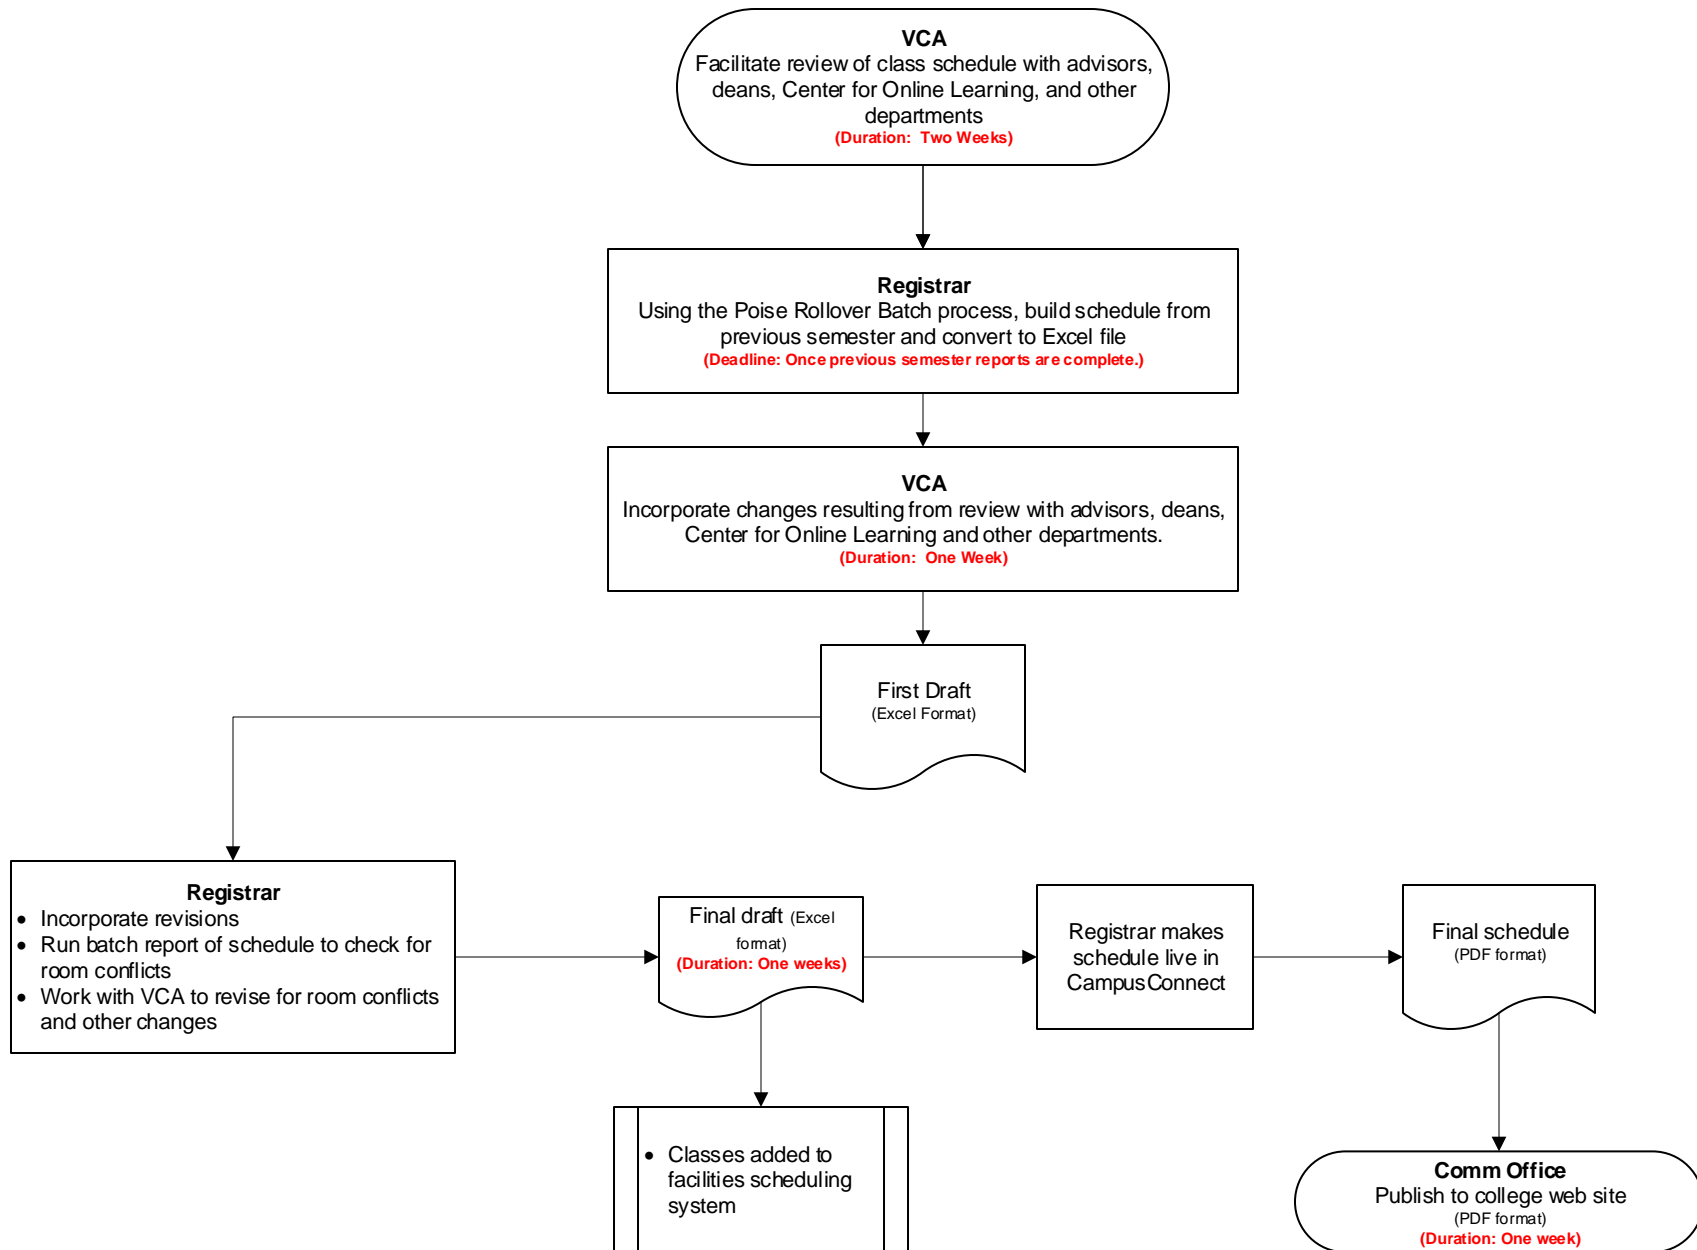 VCA
Facilitate review of class schedule with advisors,
deans, Center for Online Learning, and other
departments
(Duration: Two Weeks)
Registrar
Using the Poise Rollover Batch process, build schedule from
previous semester and convert to Excel file
(Deadline: Once previous semester reports are complete.)
VCA
Incorporate changes resulting from review with advisors, deans,
Center for Online Learning and other departments.
(Duration: One Week)
First Draft
(Excel Format)
Registrar
• Incorporate revisions
• Run batch report of schedule to check for
room conflicts
• Work with VCA to revise for room conflicts
and other changes
Final draft (Excel
format)
(Duration: One weeks)
Registrar makes
schedule live in
CampusConnect
Final schedule
(PDF format)
• Classes added to
facilities scheduling
system
Comm Office
Publish to college web site
(PDF format)
(Duration: One week)